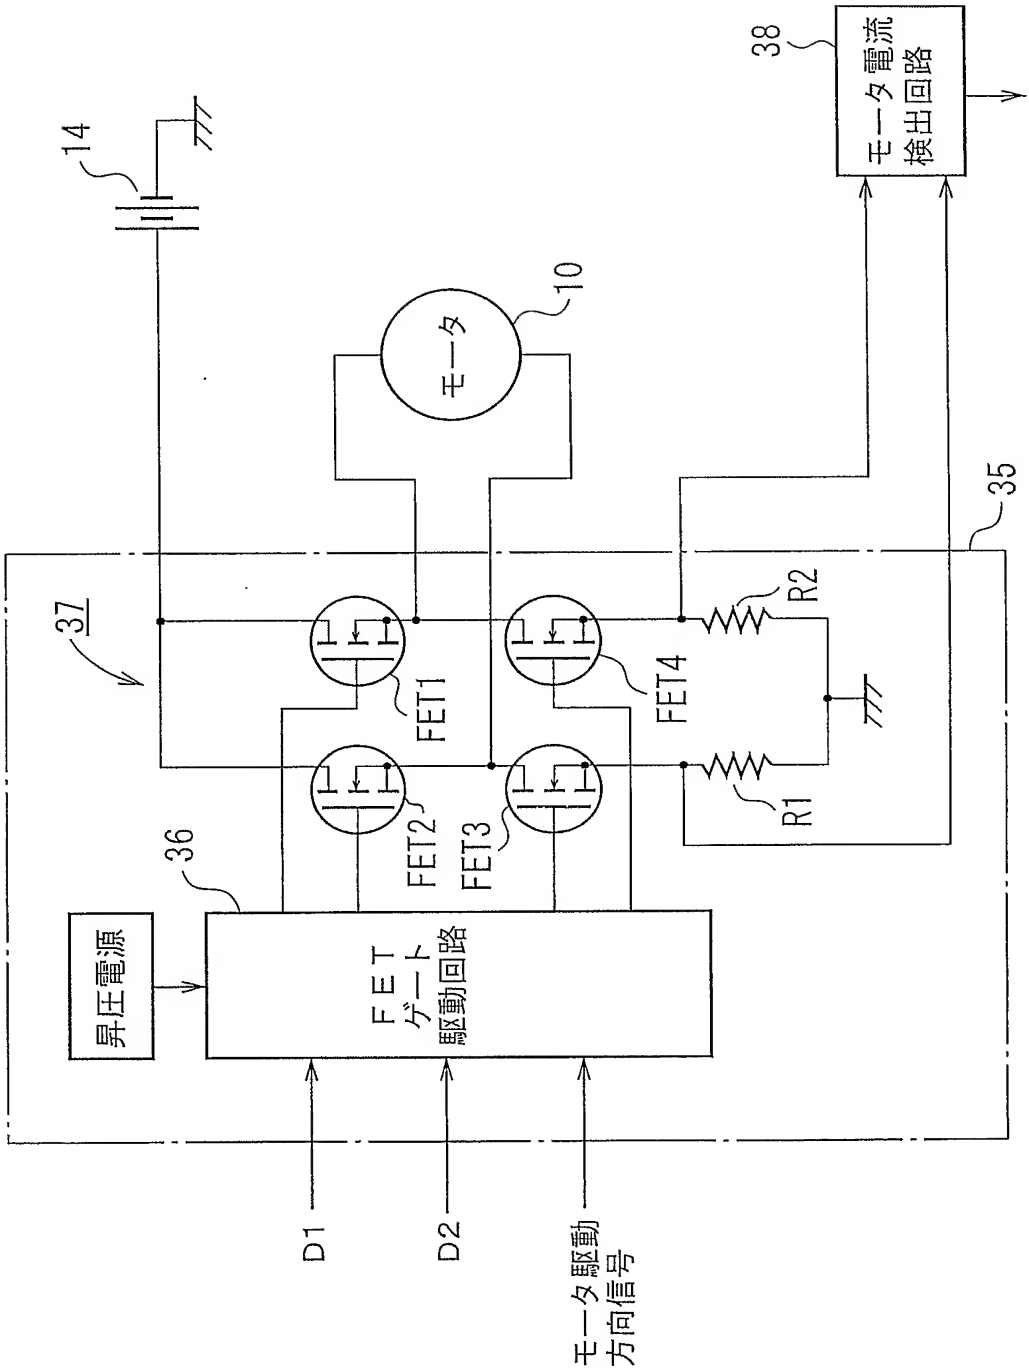 14
37
昇圧電源
36
FET
ゲート
駆動回路
D1
D2
モータ駆動
方向信号
FET1
FET2
FET3
FET4
モータ
10
R1
R2
35
38
モータ電流
検出回路